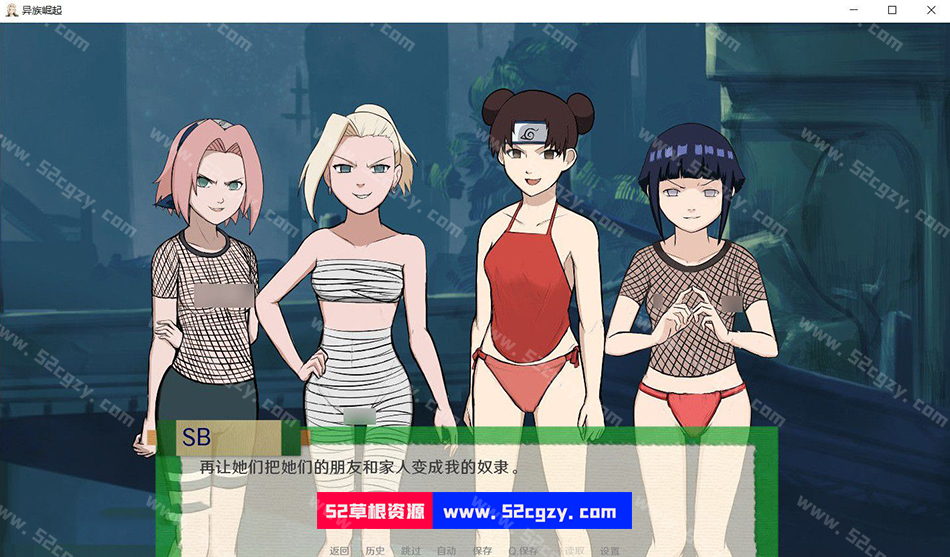 异族崛起
SB
再让她们把她们的朋友和家人变成我的奴隶。
52草根资源 www.52cgzy.com
返回 历史 跳过 自动 保存 Q.保存 Q.读取 设置
www.52cgzy.com